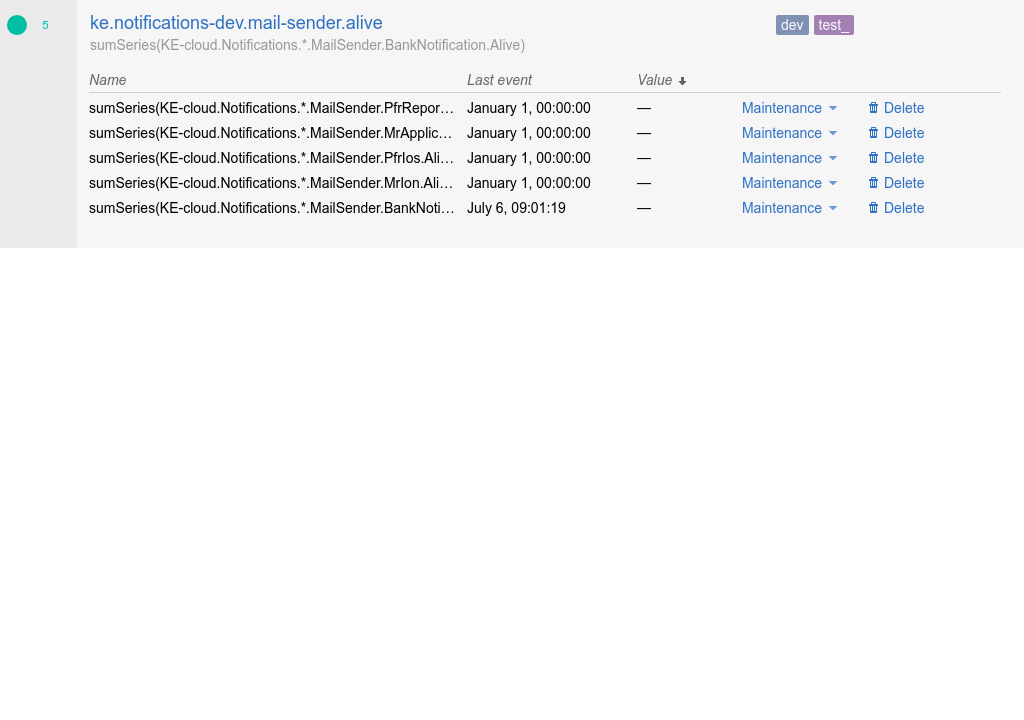 5 ke.notifications-dev.mail-sender.alive dev test_
sumSeries(KE-cloud.Notifications.*.MailSender.BankNotification.Alive)
Name Last event Value
sumSeries(KE-cloud.Notifications.*.MailSender.PfrRepor… January 1, 00:00:00 — Maintenance Delete
sumSeries(KE-cloud.Notifications.*.MailSender.MrApplic… January 1, 00:00:00 — Maintenance Delete
sumSeries(KE-cloud.Notifications.*.MailSender.PfrIos.Ali… January 1, 00:00:00 — Maintenance Delete
sumSeries(KE-cloud.Notifications.*.MailSender.MrIon.Ali… January 1, 00:00:00 — Maintenance Delete
sumSeries(KE-cloud.Notifications.*.MailSender.BankNoti… July 6, 09:01:19 — Maintenance Delete